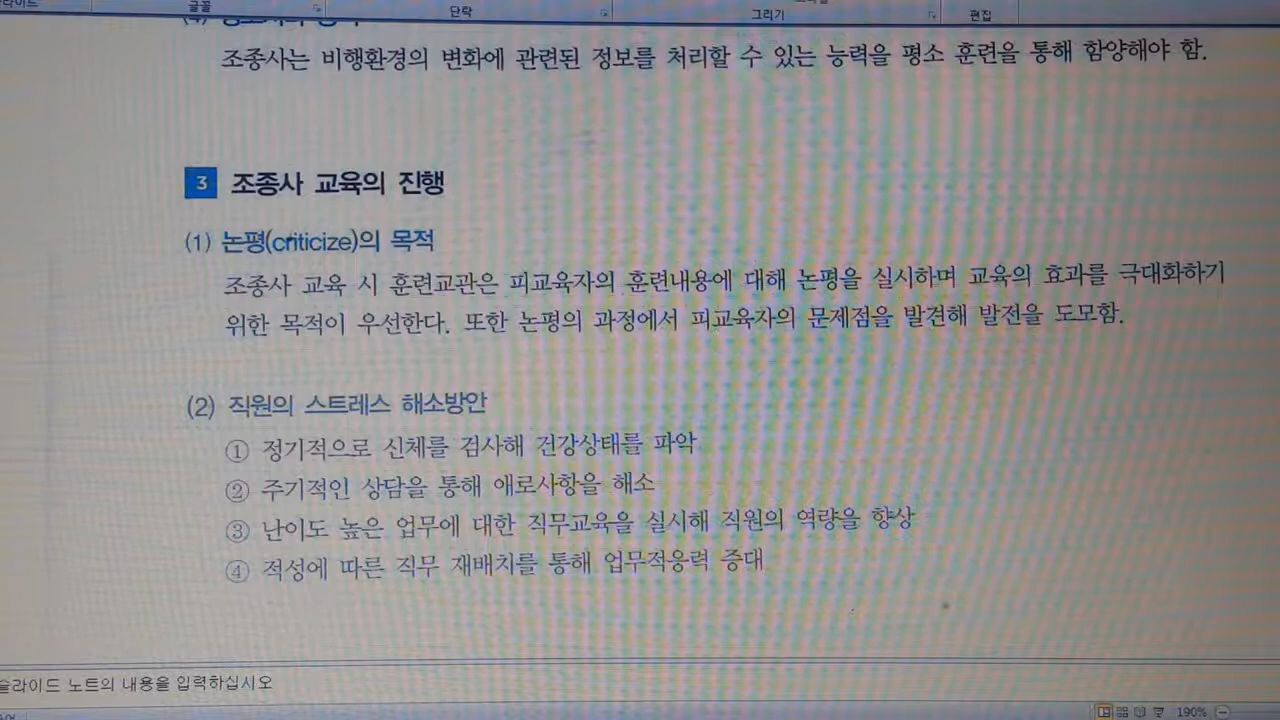 글꼴
단락
그리기
편집
조종사는 비행환경의 변화에 관련된 정보를 처리할 수 있는 능력을 평소 훈련을 통해 함양해야 함.
3 조종사 교육의 진행
(1) 논평(criticize)의 목적
조종사 교육 시 훈련교관은 피교육자의 훈련내용에 대해 논평을 실시하며 교육의 효과를 극대화하기
위한 목적이 우선한다. 또한 논평의 과정에서 피교육자의 문제점을 발견해 발전을 도모함.
(2) 직원의 스트레스 해소방안
① 정기적으로 신체를 검사해 건강상태를 파악
② 주기적인 상담을 통해 애로사항을 해소
③ 난이도 높은 업무에 대한 직무교육을 실시해 직원의 역량을 향상
④ 적성에 따른 직무 재배치를 통해 업무적응력 증대
슬라이드 노트의 내용을 입력하십시오
190%